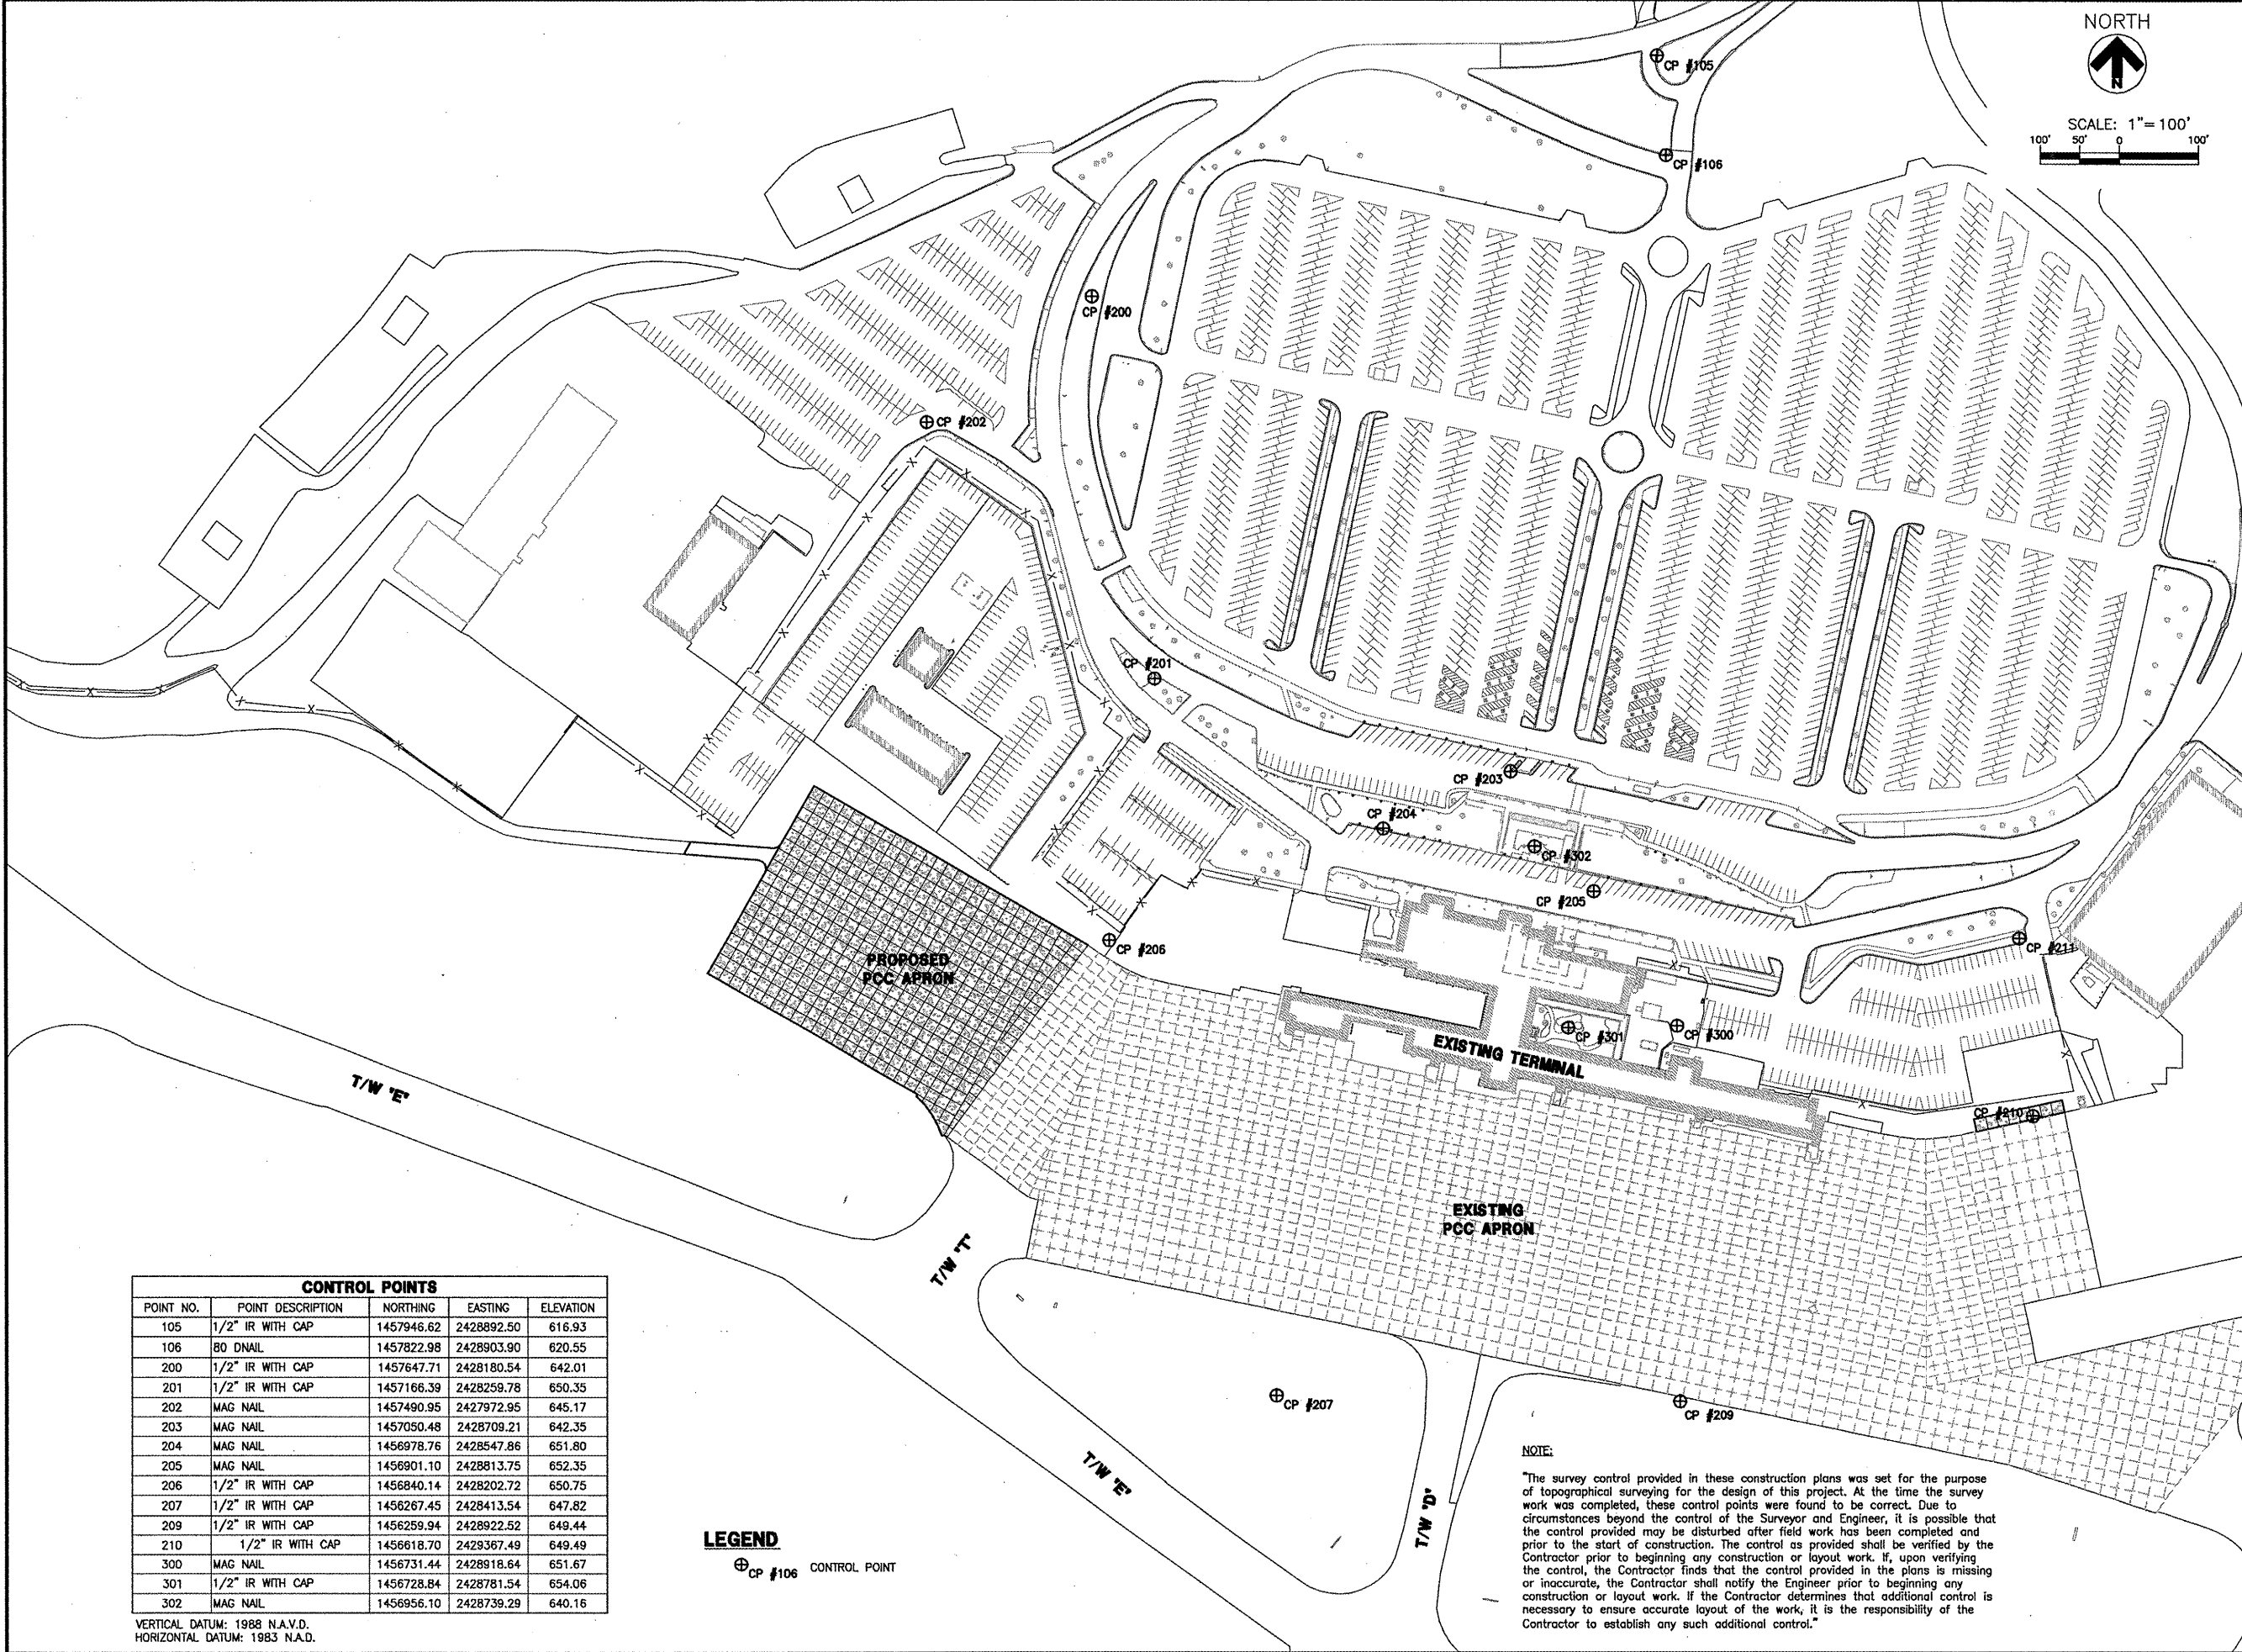 NORTH
N
SCALE: 1"=100'
100' 50' 0 100'
CP #105
CP #106
CP #200
CP #202
CP #201
CP #203
CP #204
CP #302
CP #205
CP #206
CP #211
PROPOSED
PCC APRON
CP #301
CP #300
EXISTING TERMINAL
T/W "E"
CP #210
EXISTING
PCC APRON
T/W "T"
CP #207
CP #209
T/W "E"
T/W "D"
CONTROL POINTS
POINT NO. POINT DESCRIPTION NORTHING EASTING ELEVATION
105 1/2" IR WITH CAP 1457946.62 2428892.50 616.93
106 80 DNAIL 1457822.98 2428903.90 620.55
200 1/2" IR WITH CAP 1457647.71 2428180.54 642.01
201 1/2" IR WITH CAP 1457166.39 2428259.78 650.35
202 MAG NAIL 1457490.95 2427972.95 645.17
203 MAG NAIL 1457050.48 2428709.21 642.35
204 MAG NAIL 1456978.76 2428547.86 651.80
205 MAG NAIL 1456901.10 2428813.75 652.35
206 1/2" IR WITH CAP 1456840.14 2428202.72 650.75
207 1/2" IR WITH CAP 1456267.45 2428413.54 647.82
209 1/2" IR WITH CAP 1456259.94 2428922.52 649.44
210 1/2" IR WITH CAP 1456618.70 2429367.49 649.49
300 MAG NAIL 1456731.44 2428918.64 651.67
301 1/2" IR WITH CAP 1456728.84 2428781.54 654.06
302 MAG NAIL 1456956.10 2428739.29 640.16
VERTICAL DATUM: 1988 N.A.V.D.
HORIZONTAL DATUM: 1983 N.A.D.
LEGEND
CP #106 CONTROL POINT
NOTE:
"The survey control provided in these construction plans was set for the purpose
of topographical surveying for the design of this project. At the time the survey
work was completed, these control points were found to be correct. Due to
circumstances beyond the control of the Surveyor and Engineer, it is possible that
the control provided may be disturbed after field work has been completed and
prior to the start of construction. The control as provided shall be verified by the
Contractor prior to beginning any construction or layout work. If, upon verifying
the control, the Contractor finds that the control provided in the plans is missing
or inaccurate, the Contractor shall notify the Engineer prior to beginning any
construction or layout work. If the Contractor determines that additional control is
necessary to ensure accurate layout of the work, it is the responsibility of the
Contractor to establish any such additional control."